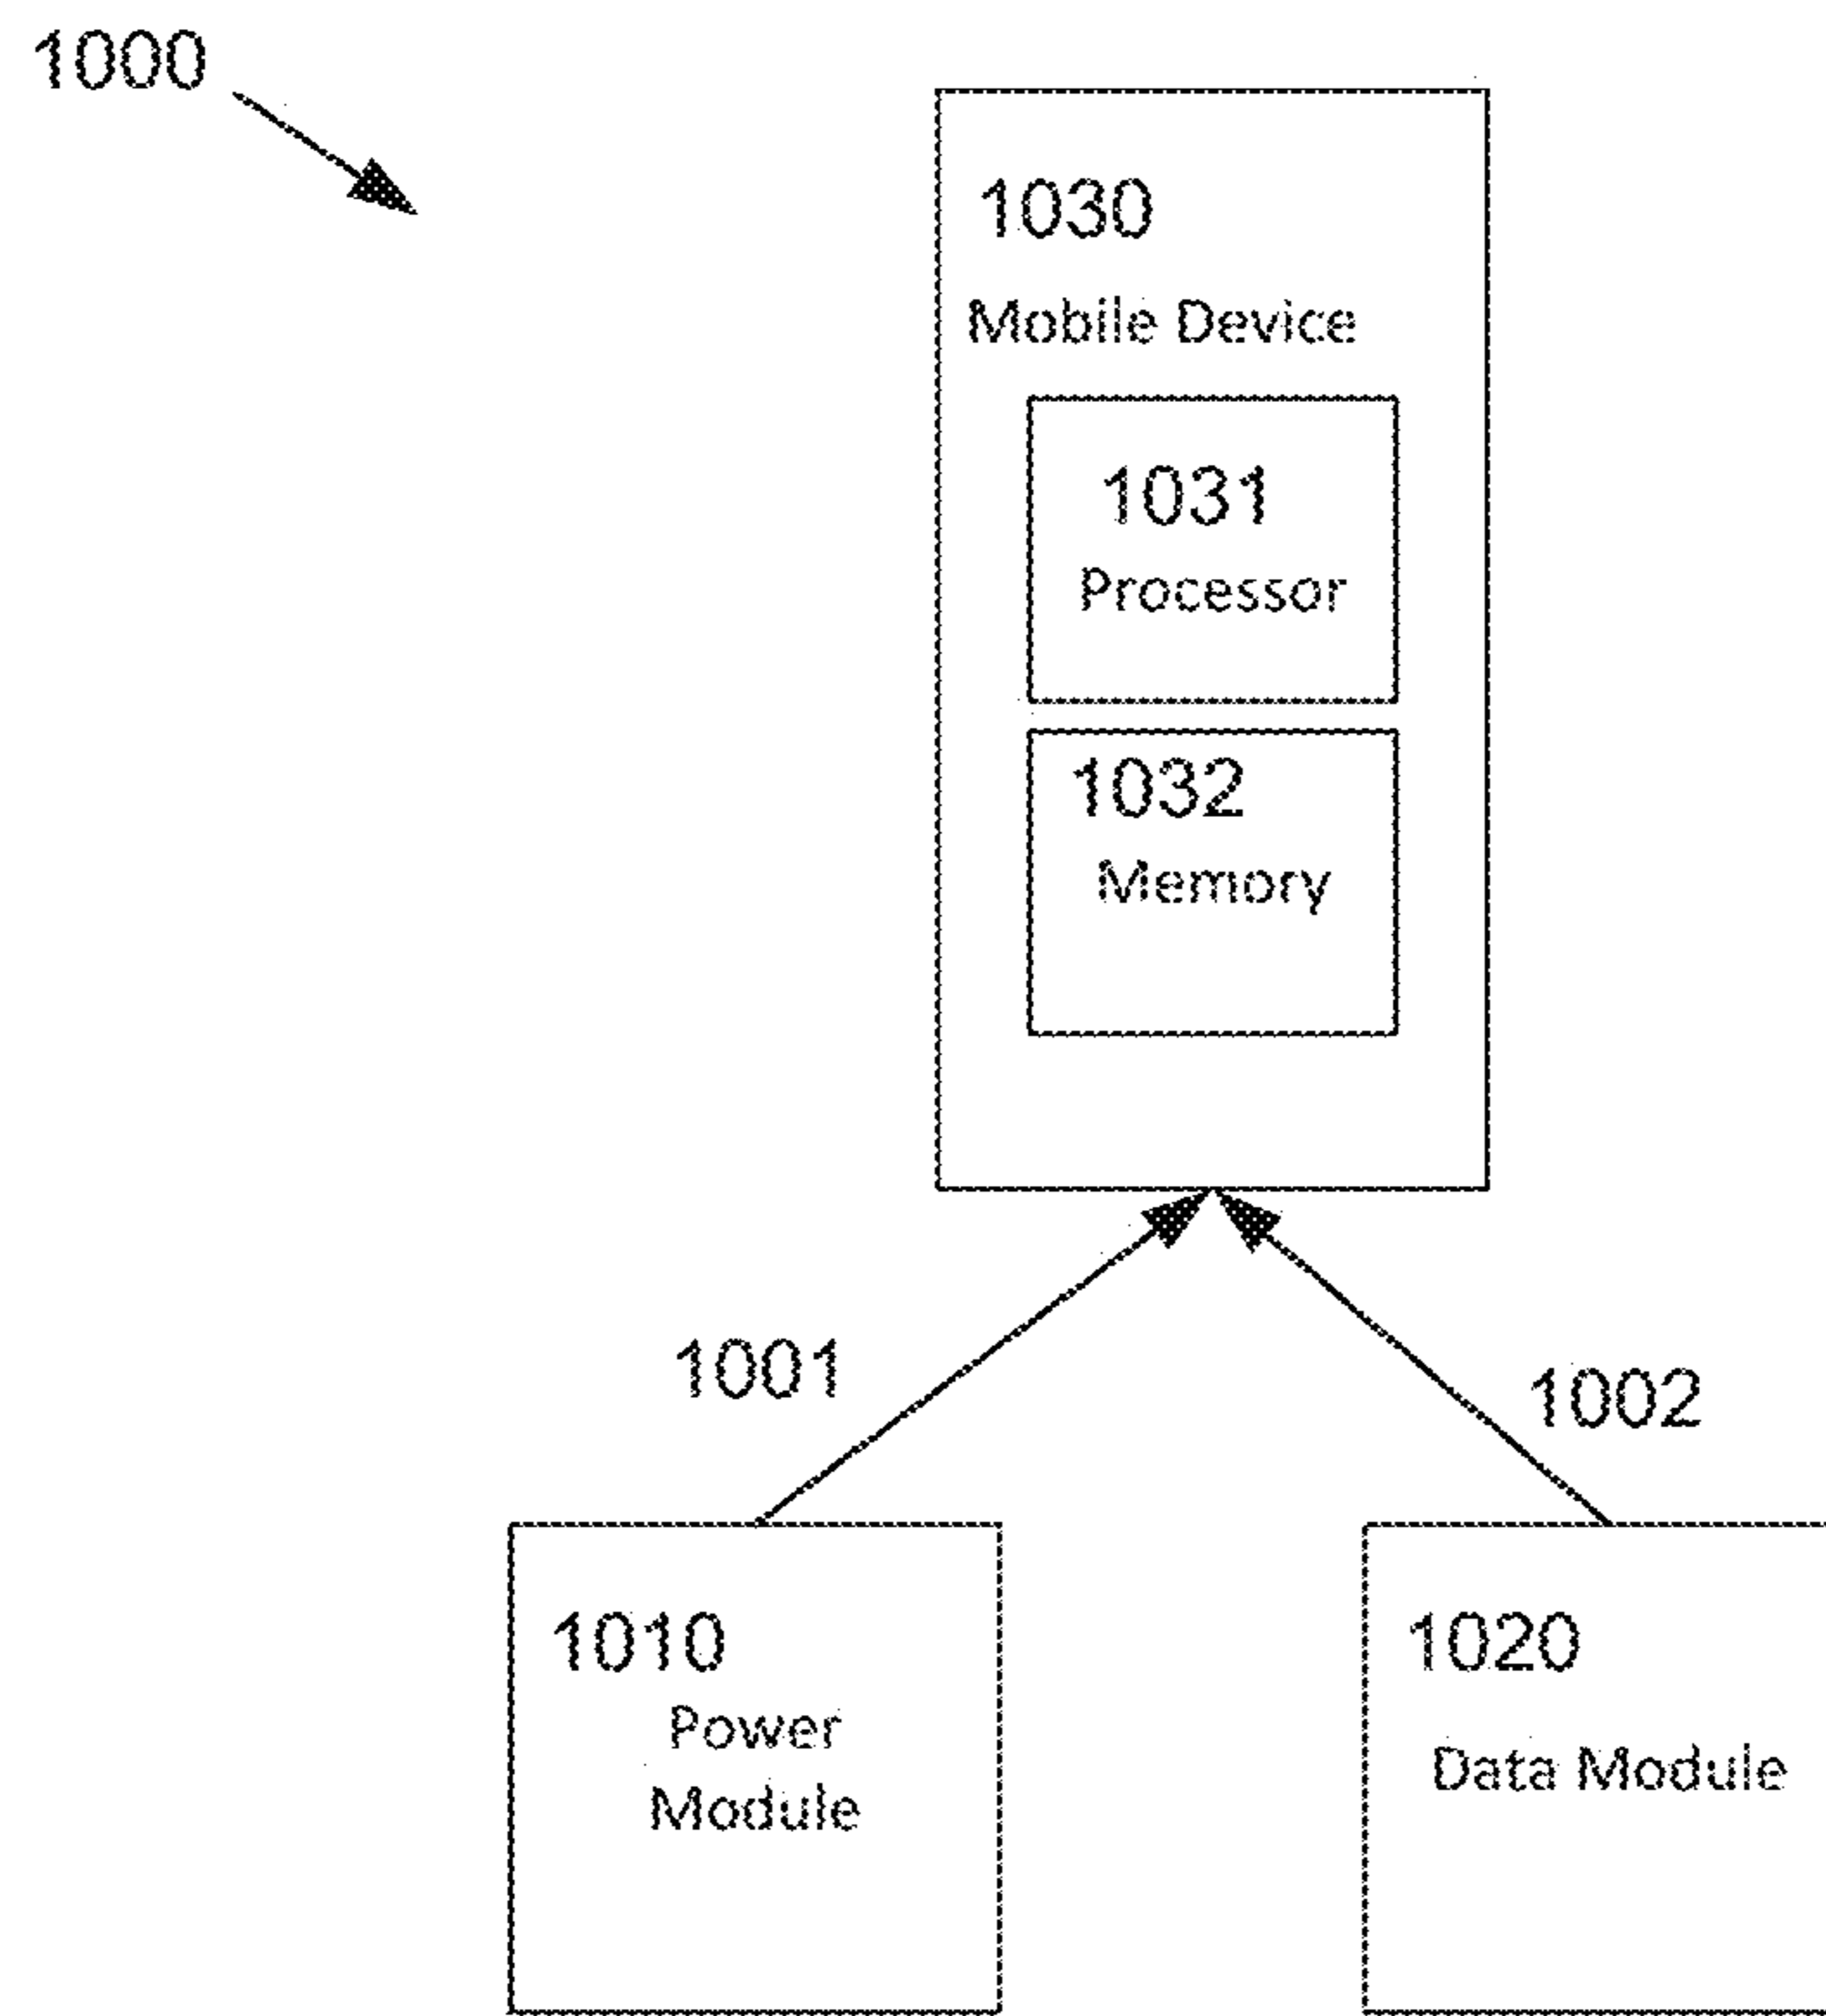 1000
1030
Mobile Device
1031
Processor
1032
Memory
1001
1002
1010
Power
Module
1020
Data Module